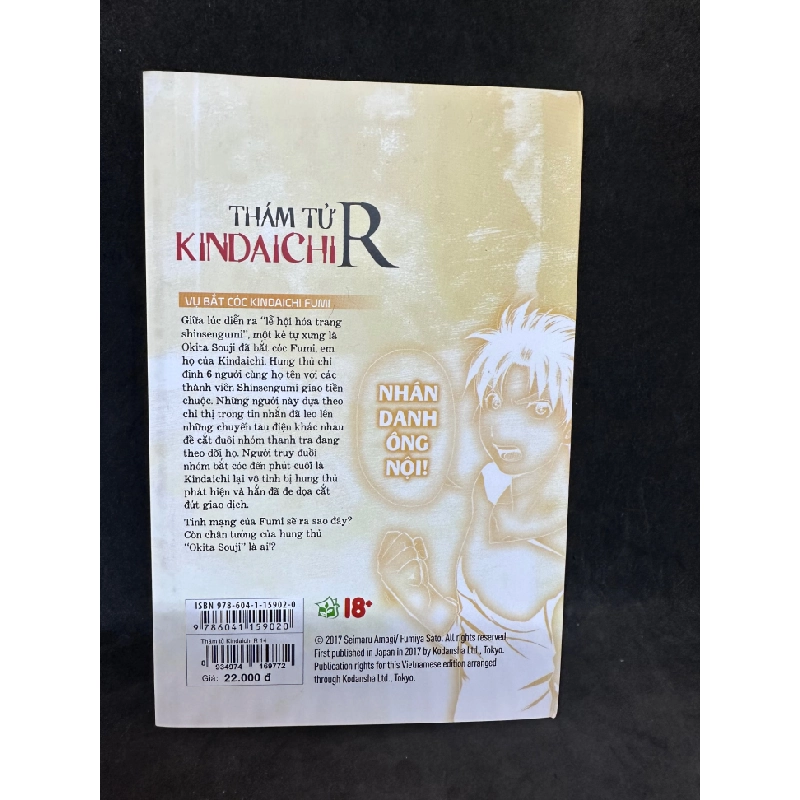 THÁM TỬ
KINDAICHI R
VỤ BẮT CÓC KINDAICHI FUMI
Giữa lúc diễn ra "lễ hội hóa trang
shinsengumi", một kẻ tự xưng là
Okita Souji đã bắt cóc Fumi, em
họ của Kindaichi. Hung thủ chỉ
định 6 người cùng họ tên với các
thành viên Shinsengumi giao tiền
chuộc. Những người này dựa theo
chỉ thị trong tin nhắn đã leo lên
những chuyến tàu điện khác nhau
để cắt đuôi nhóm thanh tra đang
theo dõi họ. Người truy đuổi
nhóm bắt cóc đến phút cuối là
Kindaichi lại vô tình bị hung thủ
phát hiện và hắn đã đe dọa cắt
đứt giao dịch.
Tính mạng của Fumi sẽ ra sao đây?
Còn chân tướng của hung thủ
"Okita Souji" là ai?
NHÂN
DANH
ÔNG
NỘI!
ISBN 978-604-1-15902-0
9 786041 159020
Thám tử Kindaichi R 14
8 934974 169772
Giá: 22.000 đ
18+
© 2017 Seimaru Amagi/ Fumiya Sato. All rights reserved.
First published in Japan in 2017 by Kodansha Ltd., Tokyo.
Publication rights for this Vietnamese edition arranged
through Kodansha Ltd., Tokyo.